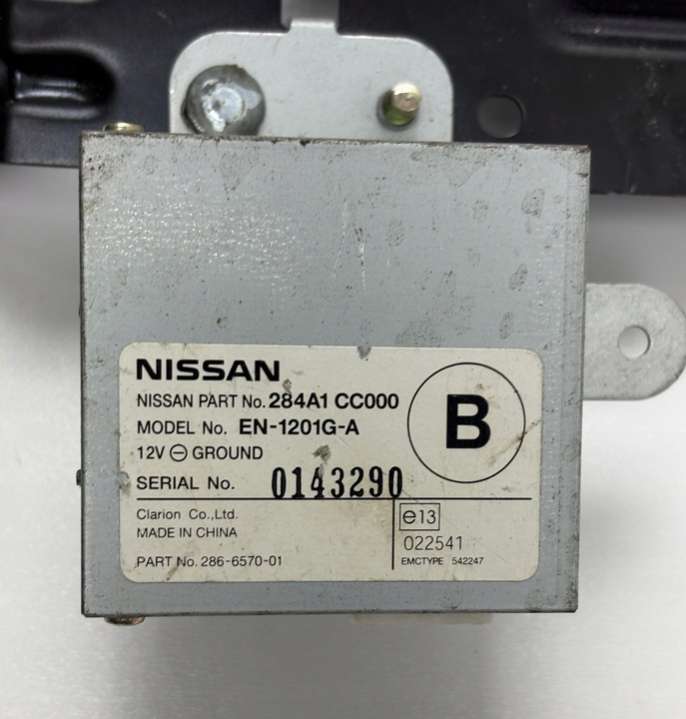 NISSAN
NISSAN PART No. 284A1 CC000
MODEL No. EN-1201G-A
12V ⊖ GROUND
SERIAL No. 0143290
B
Clarion Co.,Ltd.
MADE IN CHINA
PART No. 286-6570-01
e13
022541
EMCTYPE 542247